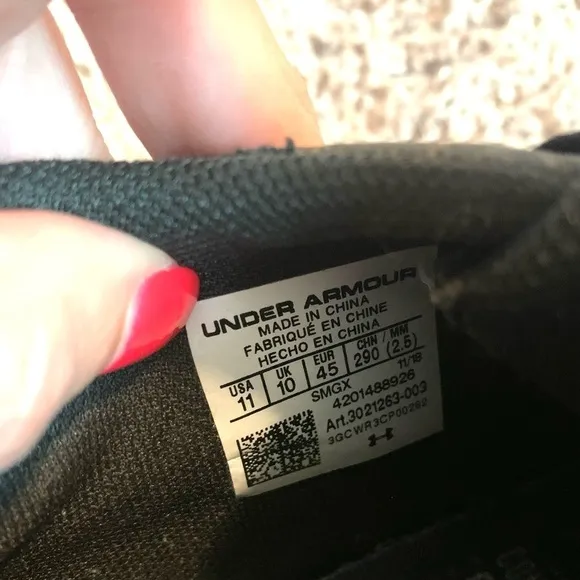 UNDER ARMOUR
MADE IN CHINA
FABRIQUÉ EN CHINE
HECHO EN CHINA
USA UK EUR CHN / MM
11 10 45 290 (2.5)
SMGX 11/18
4201488926
Art.3021263-003
3GCWR3CP00282